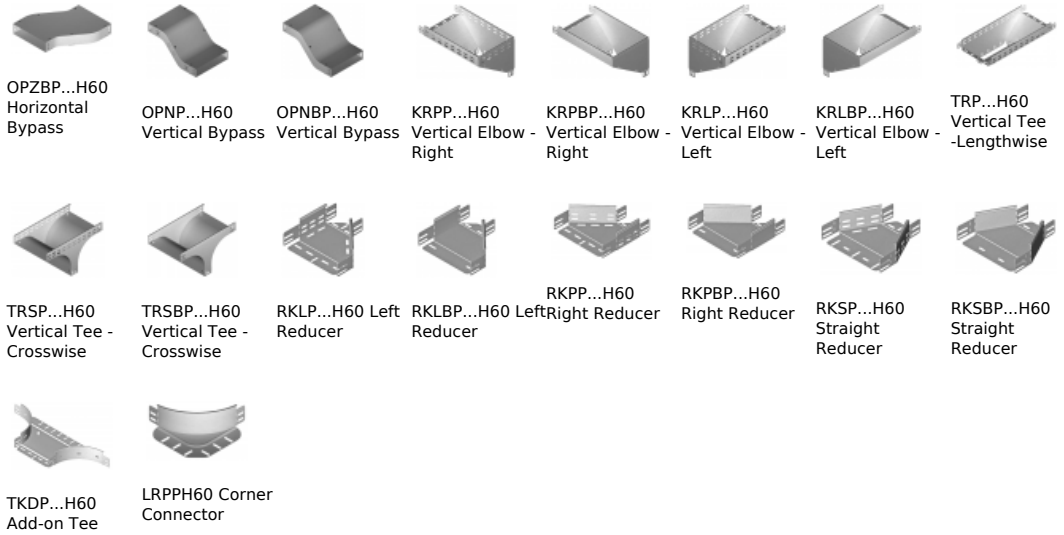 OPZBP...H60
Horizontal
Bypass
OPNP...H60
Vertical Bypass
OPNBP...H60
Vertical Bypass
KRPP...H60
Vertical Elbow -
Right
KRPBP...H60
Vertical Elbow -
Right
KRLP...H60
Vertical Elbow -
Left
KRLBP...H60
Vertical Elbow -
Left
TRP...H60
Vertical Tee
-Lengthwise
TRSP...H60
Vertical Tee -
Crosswise
TRSBP...H60
Vertical Tee -
Crosswise
RKLP...H60 Left
Reducer
RKLBP...H60 Left
Reducer
RKPP...H60
Right Reducer
RKPBP...H60
Right Reducer
RKSP...H60
Straight
Reducer
RKSBP...H60
Straight
Reducer
TKDP...H60
Add-on Tee
LRPPH60 Corner
Connector